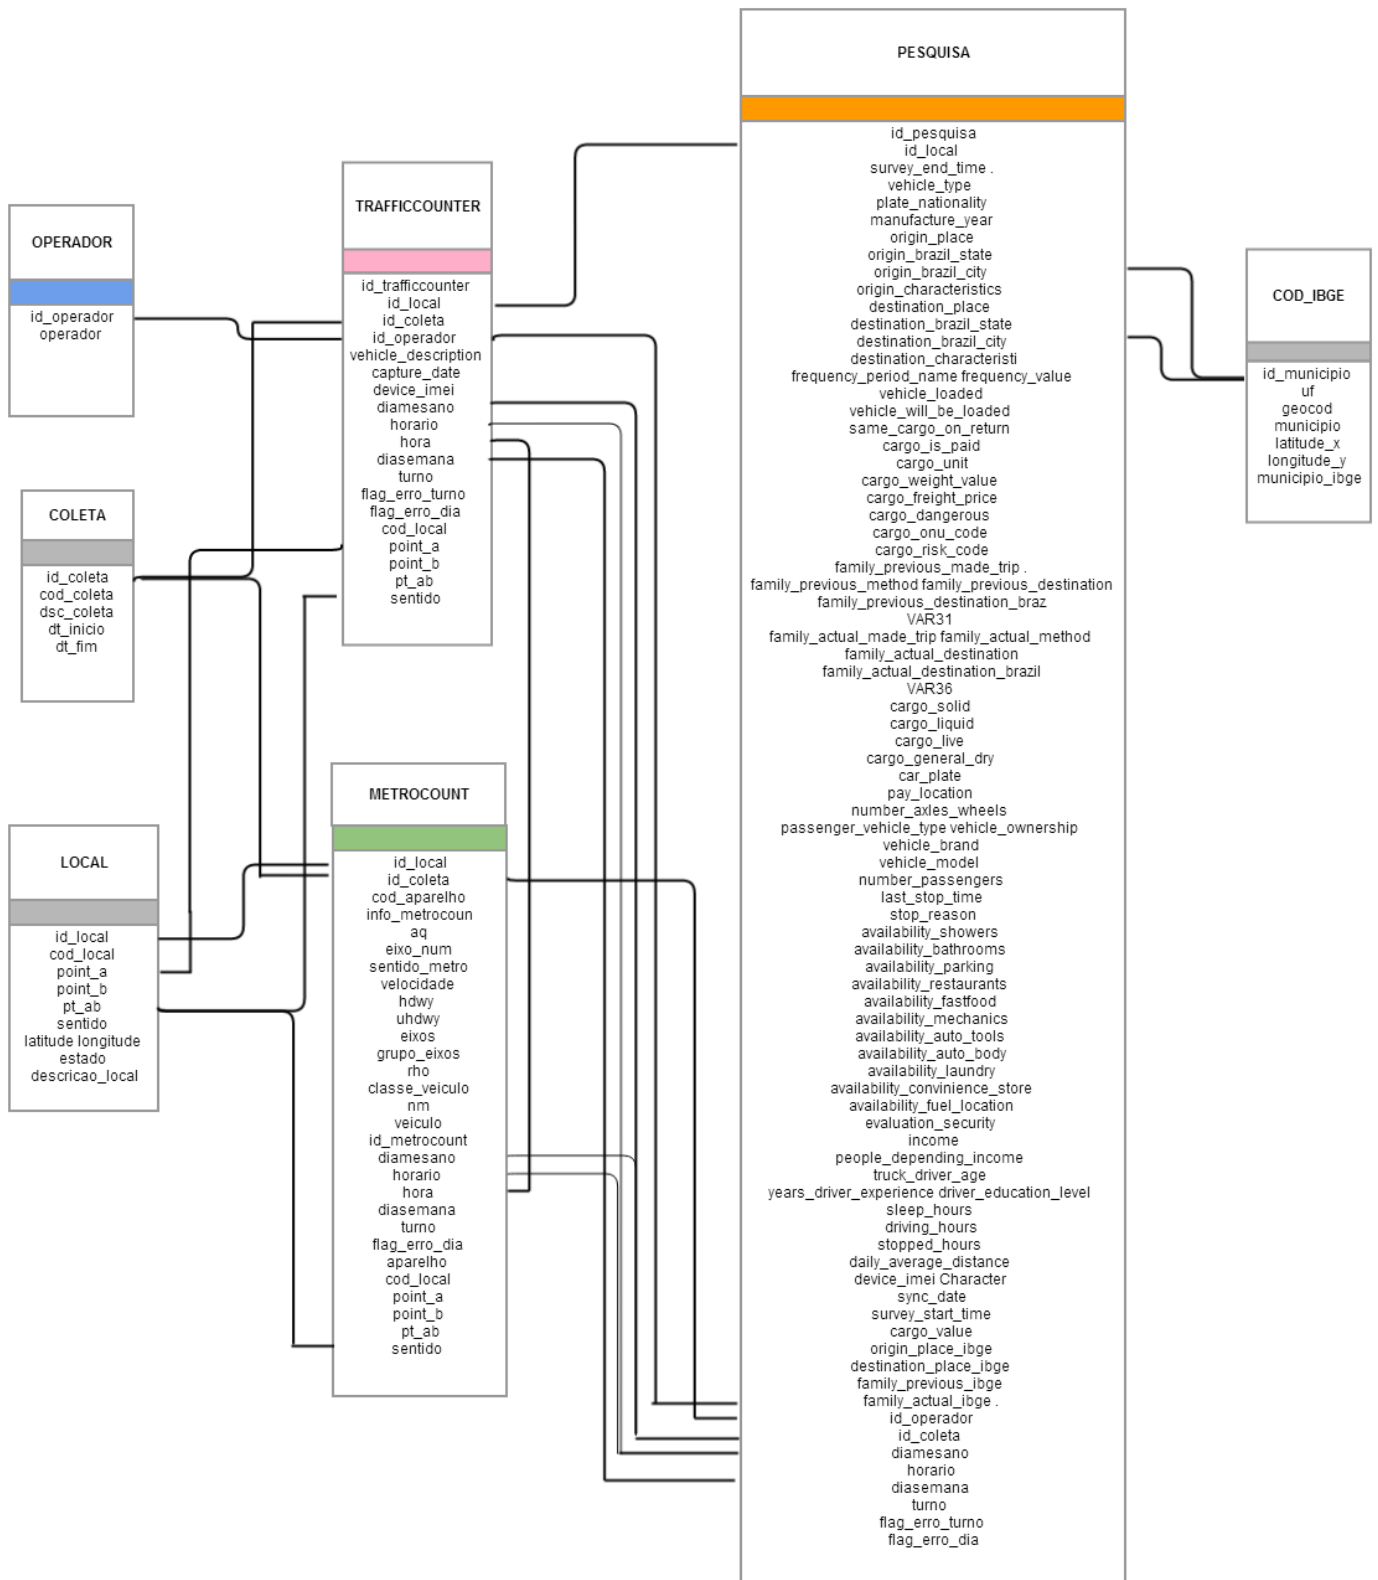 OPERADOR
id_operador
operador
COLETA
id_coleta
cod_coleta
dsc_coleta
dt_inicio
dt_fim
LOCAL
id_local
cod_local
point_a
point_b
pt_ab
sentido
latitude longitude
estado
descricao_local
TRAFFICCOUNTER
id_trafficcounter
id_local
id_coleta
id_operador
vehicle_description
capture_date
device_imei
diamesano
horario
hora
diasemana
turno
flag_erro_turno
flag_erro_dia
cod_local
point_a
point_b
pt_ab
sentido
METROCOUNT
id_local
id_coleta
cod_aparelho
info_metrocoun
aq
eixo_num
sentido_metro
velocidade
hdwy
uhdwy
eixos
grupo_eixos
rho
classe_veiculo
nm
veiculo
id_metrocount
diamesano
horario
hora
diasemana
turno
flag_erro_dia
aparelho
cod_local
point_a
point_b
pt_ab
sentido
PESQUISA
id_pesquisa
id_local
survey_end_time .
vehicle_type
plate_nationality
manufacture_year
origin_place
origin_brazil_state
origin_brazil_city
origin_characteristics
destination_place
destination_brazil_state
destination_brazil_city
destination_characteristi
frequency_period_name frequency_value
vehicle_loaded
vehicle_will_be_loaded
same_cargo_on_return
cargo_is_paid
cargo_unit
cargo_weight_value
cargo_freight_price
cargo_dangerous
cargo_onu_code
cargo_risk_code
family_previous_made_trip .
family_previous_method family_previous_destination
family_previous_destination_braz
VAR31
family_actual_made_trip family_actual_method
family_actual_destination
family_actual_destination_brazil
VAR36
cargo_solid
cargo_liquid
cargo_live
cargo_general_dry
car_plate
pay_location
number_axles_wheels
passenger_vehicle_type vehicle_ownership
vehicle_brand
vehicle_model
number_passengers
last_stop_time
stop_reason
availability_showers
availability_bathrooms
availability_parking
availability_restaurants
availability_fastfood
availability_mechanics
availability_auto_tools
availability_auto_body
availability_laundry
availability_convinience_store
availability_fuel_location
evaluation_security
income
people_depending_income
truck_driver_age
years_driver_experience driver_education_level
sleep_hours
driving_hours
stopped_hours
daily_average_distance
device_imei Character
sync_date
survey_start_time
cargo_value
origin_place_ibge
destination_place_ibge
family_previous_ibge
family_actual_ibge .
id_operador
id_coleta
diamesano
horario
diasemana
turno
flag_erro_turno
flag_erro_dia
COD_IBGE
id_municipio
uf
geocod
municipio
latitude_x
longitude_y
municipio_ibge